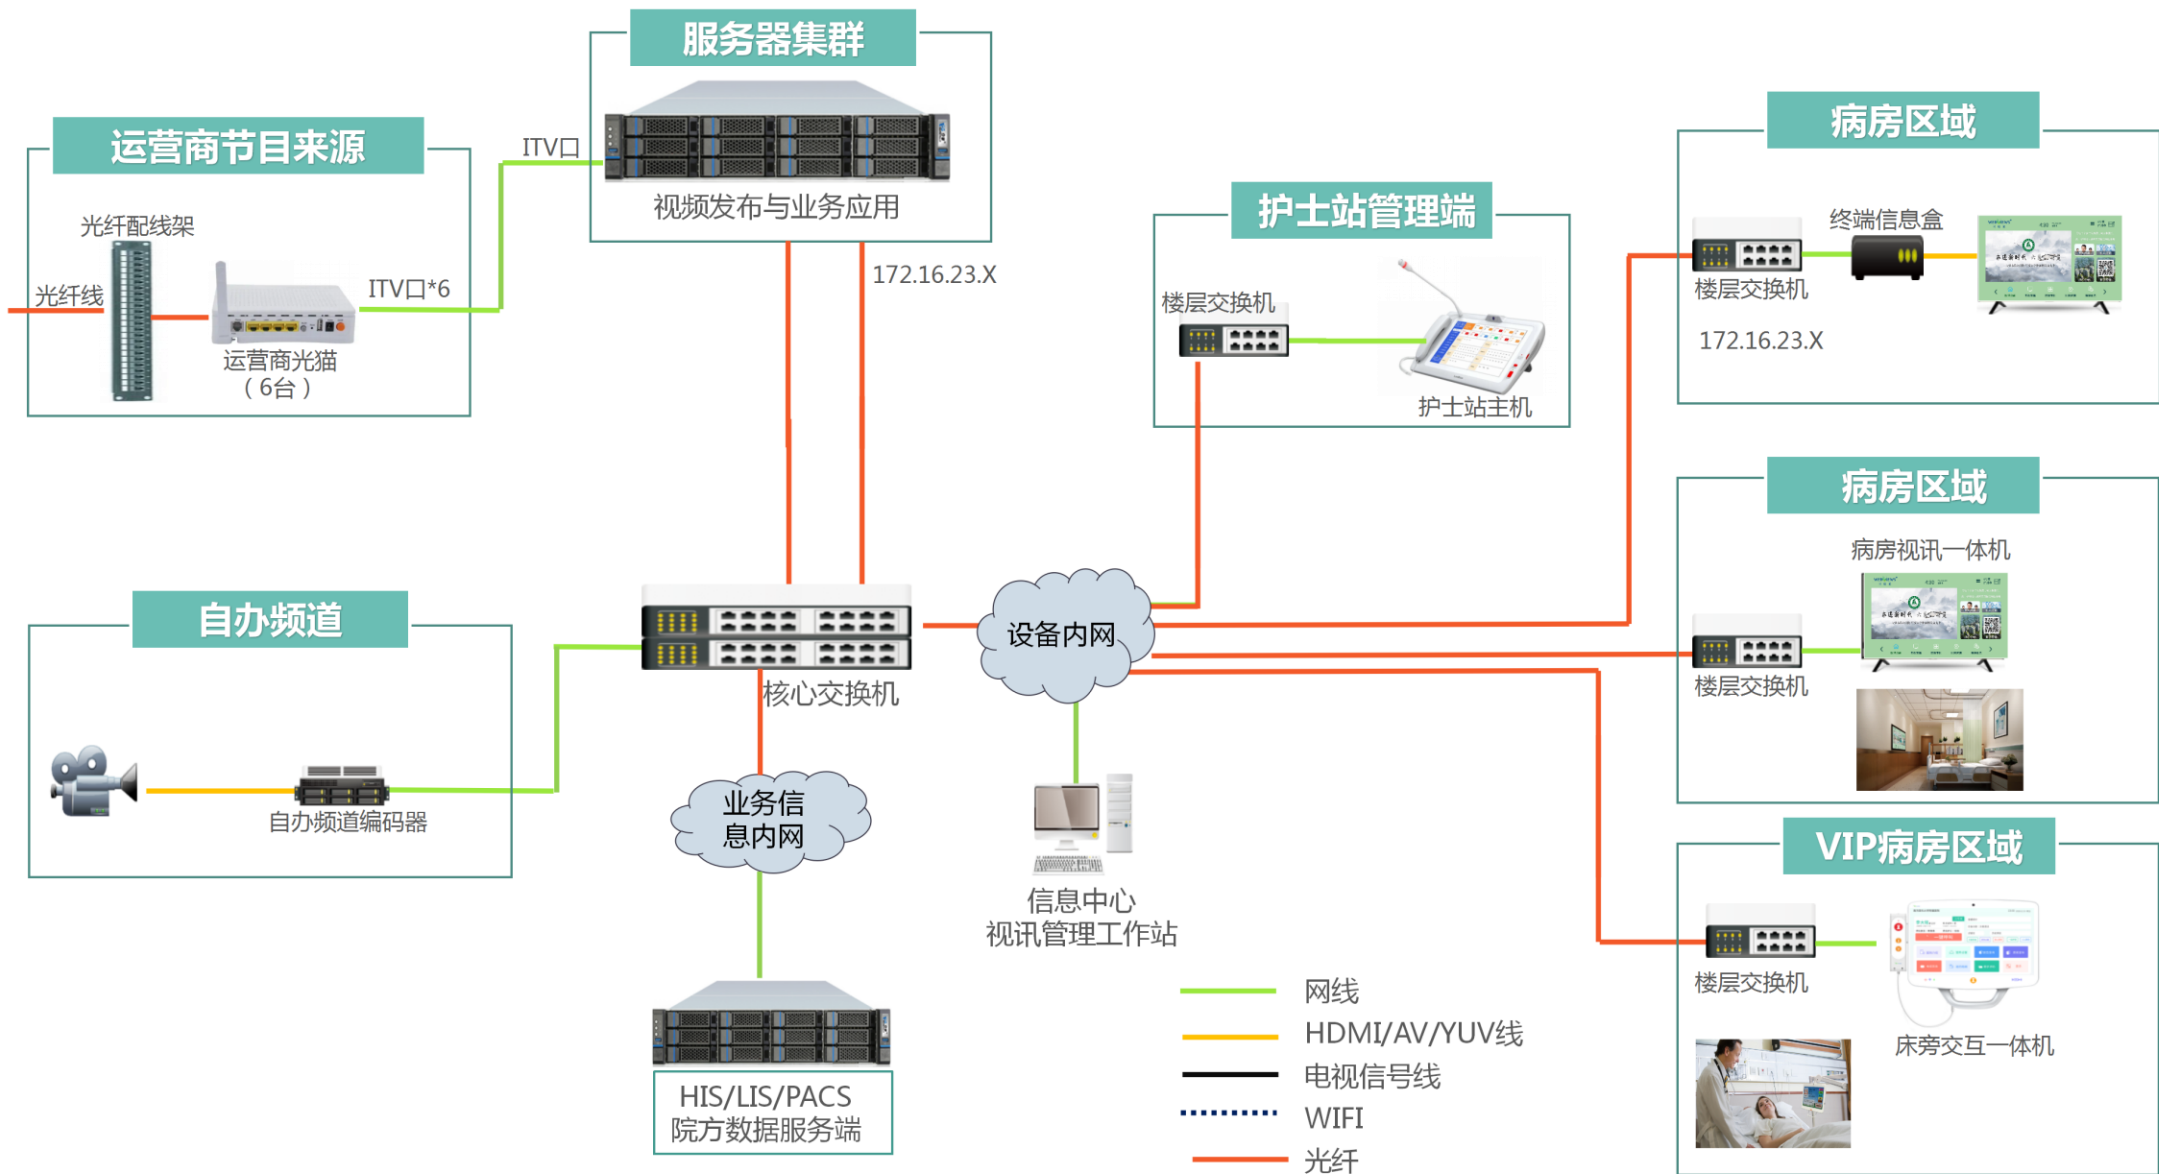 服务器集群
视频发布与业务应用
运营商节目来源
光纤配线架
光纤线
运营商光猫
（6台）
ITV口*6
ITV口
172.16.23.X
护士站管理端
楼层交换机
护士站主机
病房区域
终端信息盒
楼层交换机
172.16.23.X
病房区域
病房视讯一体机
楼层交换机
自办频道
自办频道编码器
核心交换机
设备内网
业务信
息内网
信息中心
视讯管理工作站
HIS/LIS/PACS
院方数据服务端
VIP病房区域
楼层交换机
床旁交互一体机
网线
HDMI/AV/YUV线
电视信号线
WIFI
光纤